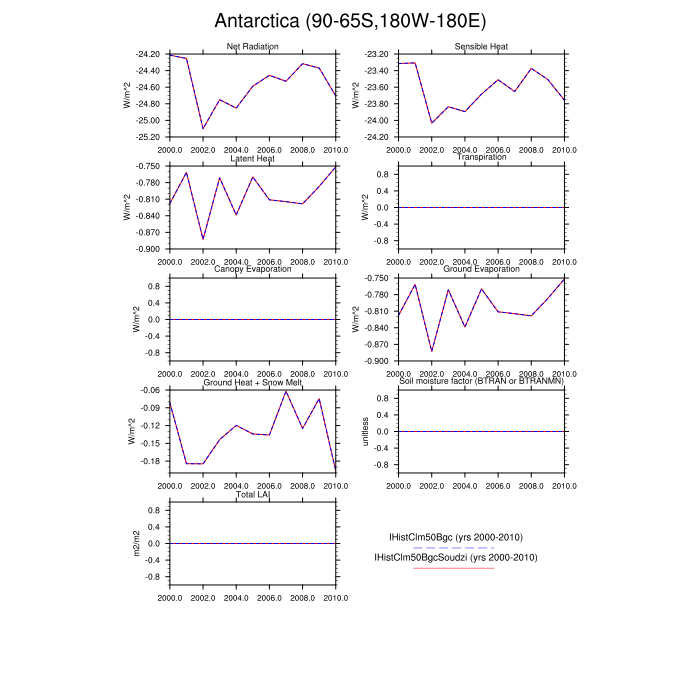 Antarctica (90-65S,180W-180E)
Net Radiation
Sensible Heat
-24.20
-24.40
-24.60
-24.80
-25.00
-25.20
W/m^2
2000.0 2002.0 2004.0 2006.0 2008.0 2010.0
-23.20
-23.40
-23.60
-23.80
-24.00
-24.20
W/m^2
2000.0 2002.0 2004.0 2006.0 2008.0 2010.0
Latent Heat
Transpiration
-0.750
-0.780
-0.810
-0.840
-0.870
-0.900
W/m^2
2000.0 2002.0 2004.0 2006.0 2008.0 2010.0
0.8
0.4
0.0
-0.4
-0.8
W/m^2
2000.0 2002.0 2004.0 2006.0 2008.0 2010.0
Canopy Evaporation
Ground Evaporation
0.8
0.4
0.0
-0.4
-0.8
W/m^2
2000.0 2002.0 2004.0 2006.0 2008.0 2010.0
-0.750
-0.780
-0.810
-0.840
-0.870
-0.900
W/m^2
2000.0 2002.0 2004.0 2006.0 2008.0 2010.0
Ground Heat + Snow Melt
Soil moisture factor (BTRAN or BTRANMN)
-0.06
-0.09
-0.12
-0.15
-0.18
W/m^2
2000.0 2002.0 2004.0 2006.0 2008.0 2010.0
0.8
0.4
0.0
-0.4
-0.8
unitless
2000.0 2002.0 2004.0 2006.0 2008.0 2010.0
Total LAI
0.8
0.4
0.0
-0.4
-0.8
m2/m2
2000.0 2002.0 2004.0 2006.0 2008.0 2010.0
IHistClm50Bgc (yrs 2000-2010)
IHistClm50BgcSoudzi (yrs 2000-2010)